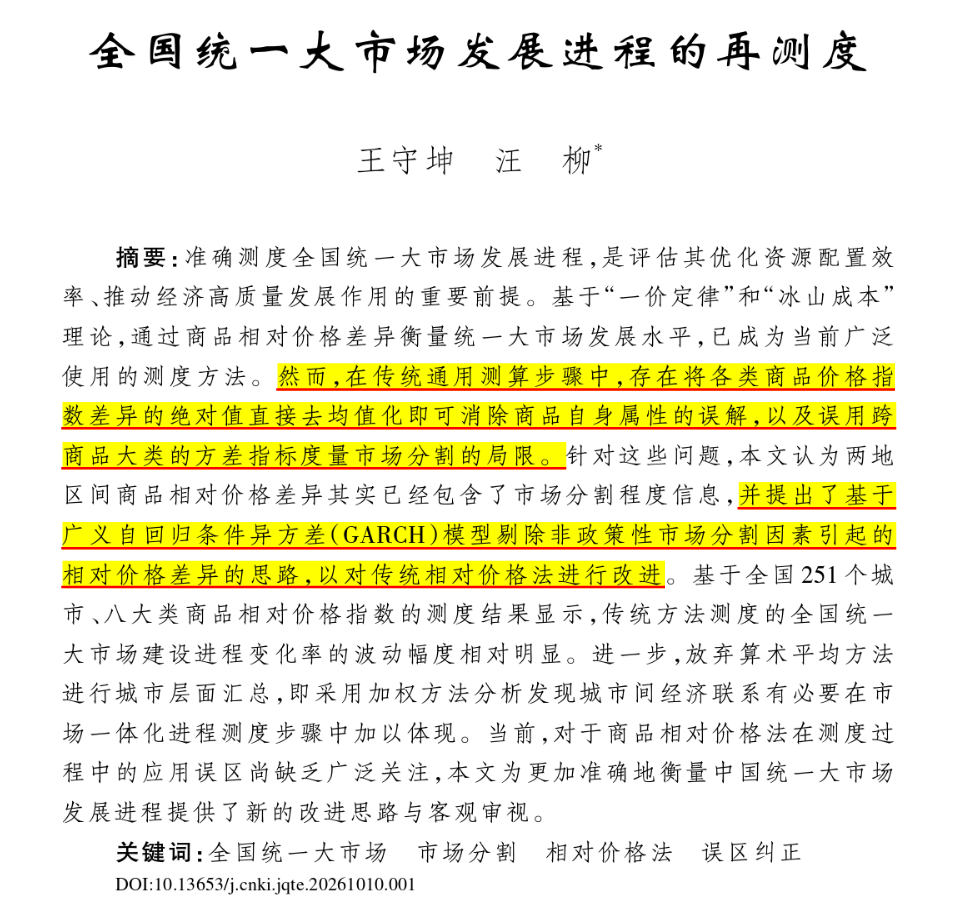 全国统一大市场发展进程的再测度
王守坤 汪 柳*
摘要:准确测度全国统一大市场发展进程,是评估其优化资源配置效
率、推动经济高质量发展作用的重要前提。基于“一价定律”和“冰山成本”
理论,通过商品相对价格差异衡量统一大市场发展水平,已成为当前广泛
使用的测度方法。然而,在传统通用测算步骤中,存在将各类商品价格指
数差异的绝对值直接去均值化即可消除商品自身属性的误解,以及误用跨
商品大类的方差指标度量市场分割的局限。针对这些问题,本文认为两地
区间商品相对价格差异其实已经包含了市场分割程度信息,并提出了基于
广义自回归条件异方差(GARCH)模型剔除非政策性市场分割因素引起的
相对价格差异的思路,以对传统相对价格法进行改进。基于全国251个城
市、八大类商品相对价格指数的测度结果显示,传统方法测度的全国统一
大市场建设进程变化率的波动幅度相对明显。进一步,放弃算术平均方法
进行城市层面汇总,即采用加权方法分析发现城市间经济联系有必要在市
场一体化进程测度步骤中加以体现。当前,对于商品相对价格法在测度过
程中的应用误区尚缺乏广泛关注,本文为更加准确地衡量中国统一大市场
发展进程提供了新的改进思路与客观审视。
关键词:全国统一大市场 市场分割 相对价格法 误区纠正
DOI:10.13653/j.cnki.jqte.20261010.001